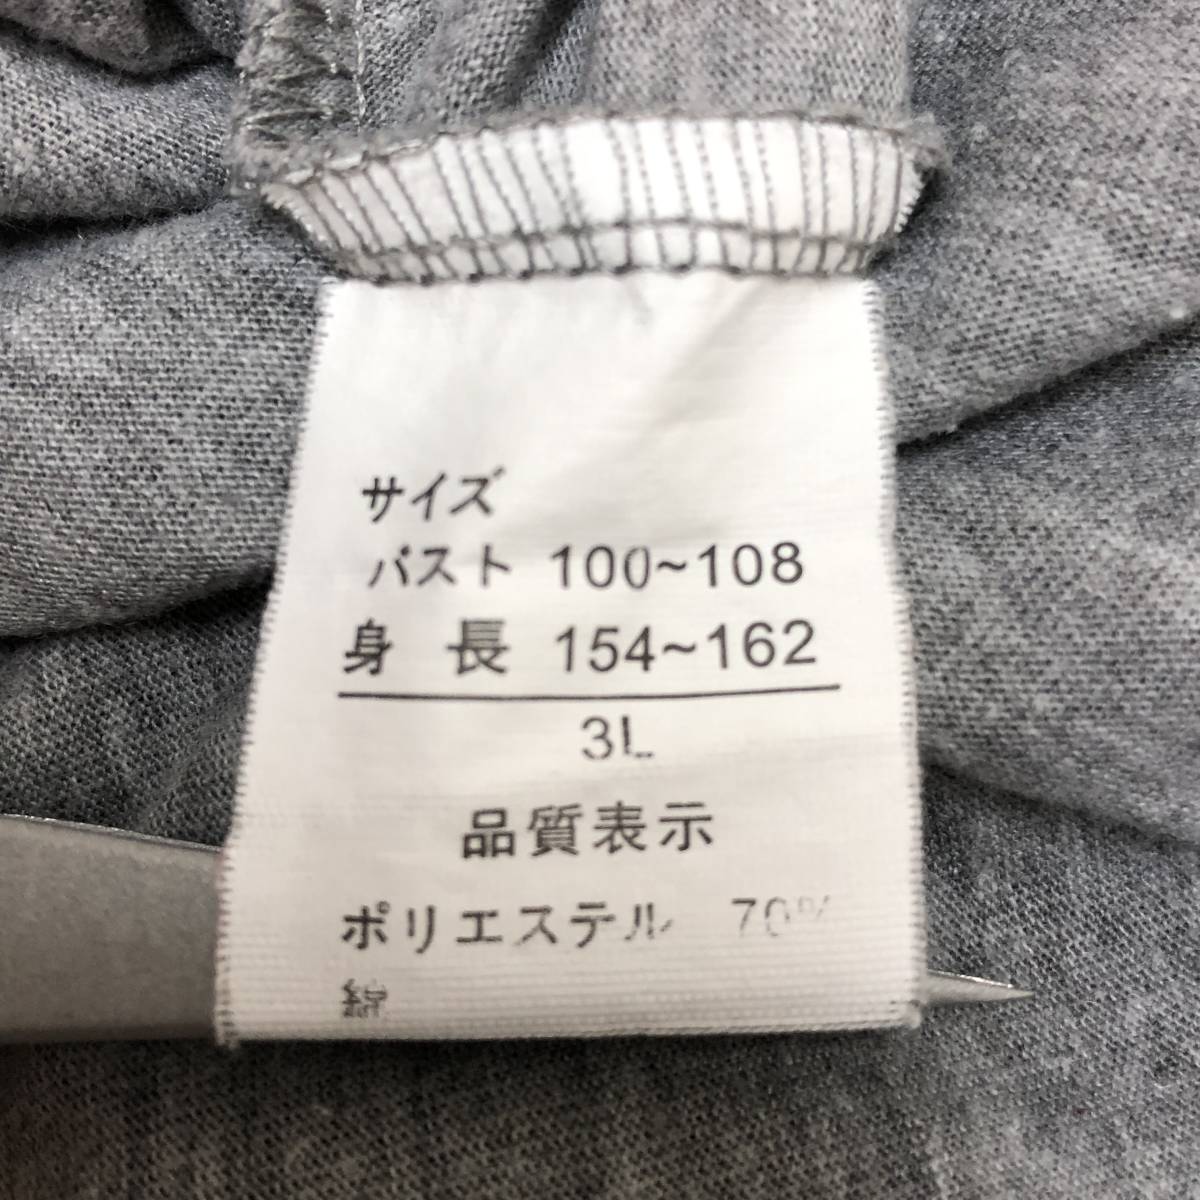 サイズ
バスト 100~108
身 長 154~162
3L
品質表示
ポリエステル 70%
綿